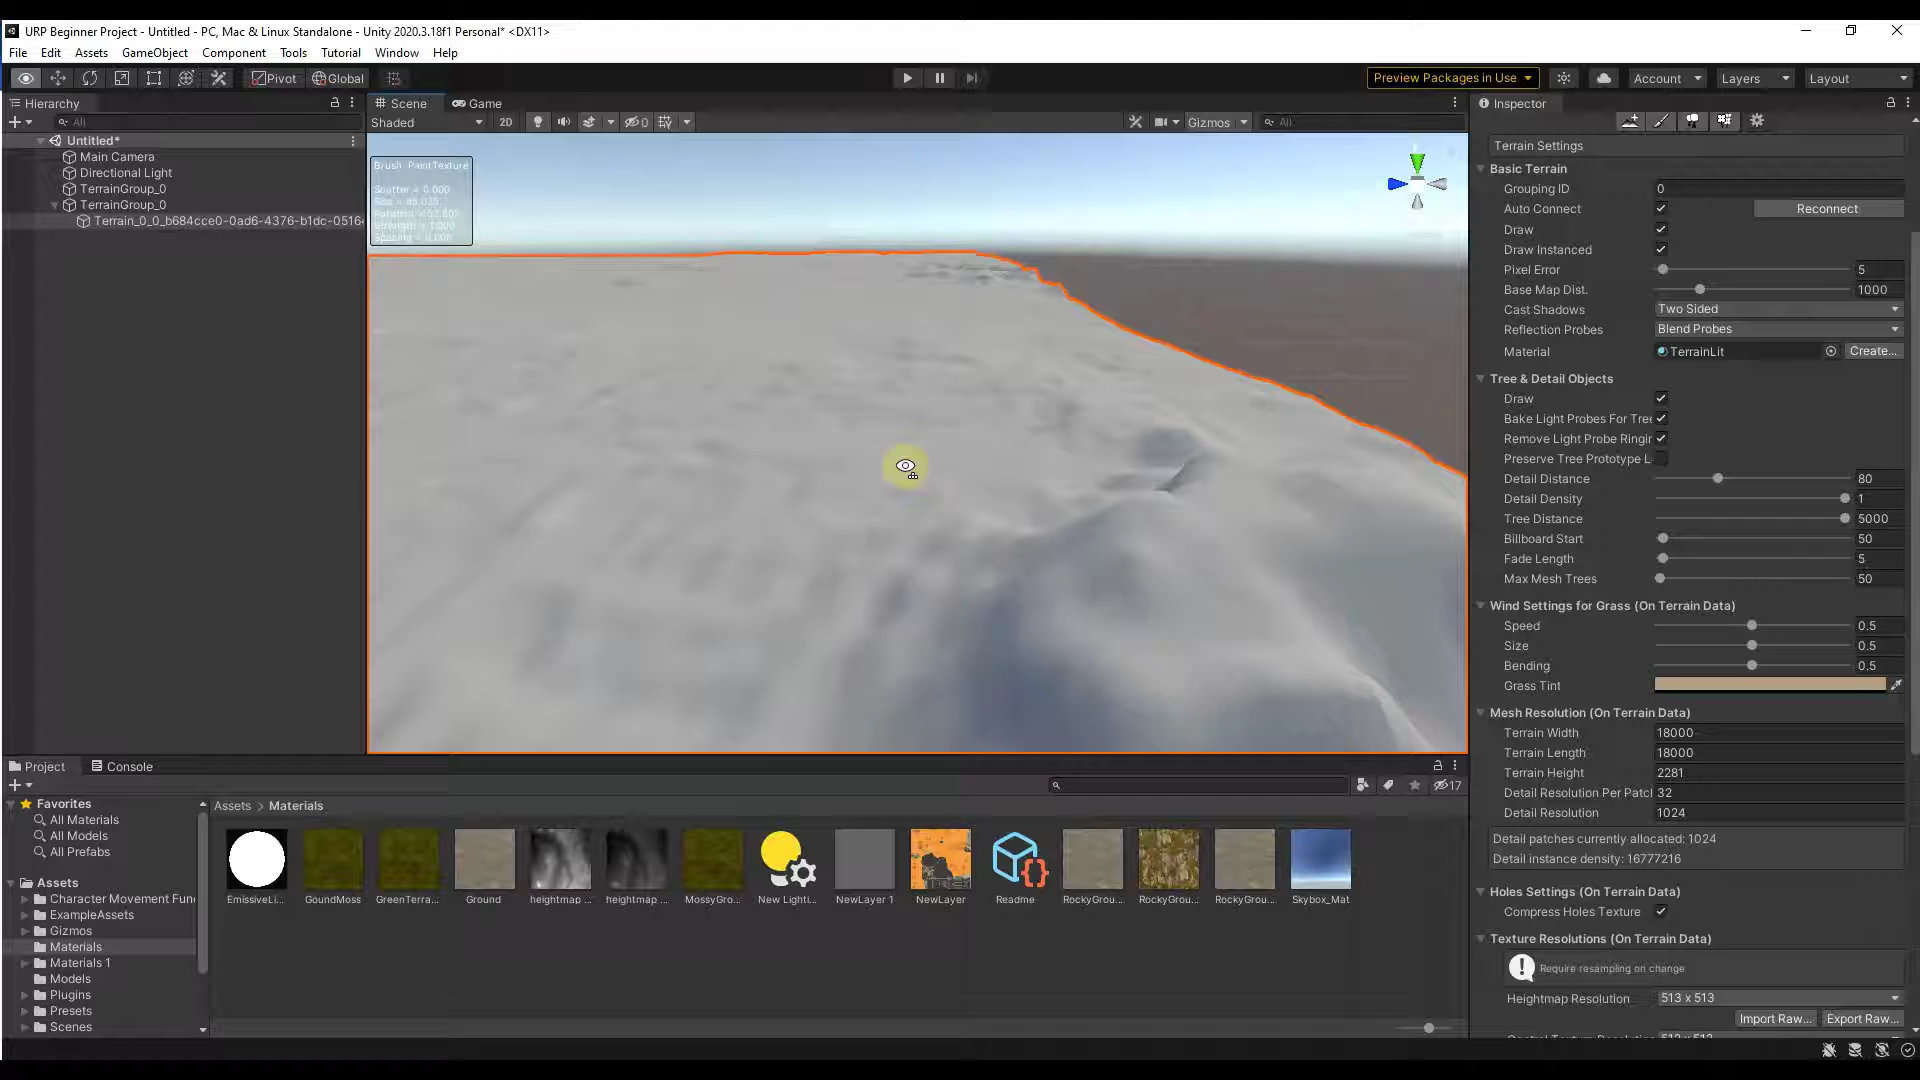 URP Beginner Project - Untitled - PC, Mac & Linux Standalone - Unity 2020.3.18f1 Personal* <DX11>
File Edit Assets GameObject Component Tools Tutorial Window Help
Pivot Global
Preview Packages in Use Account Layers Layout
Hierarchy
All
Untitled*
Main Camera
Directional Light
TerrainGroup_0
TerrainGroup_0
Terrain_0_0_b684cce0-0ad6-4376-b1dc-0516
Scene Game
Shaded 2D 0 Gizmos All
Brush PaintTexture
Scatter = 0.000
Strength = 1.000
Inspector
Terrain Settings
Basic Terrain
Grouping ID 0
Auto Connect Reconnect
Draw
Draw Instanced
Pixel Error 5
Base Map Dist. 1000
Cast Shadows Two Sided
Reflection Probes Blend Probes
Material TerrainLit Create...
Tree & Detail Objects
Draw
Bake Light Probes For Tree
Remove Light Probe Ringir
Preserve Tree Prototype L
Detail Distance 80
Detail Density 1
Tree Distance 5000
Billboard Start 50
Fade Length 5
Max Mesh Trees 50
Wind Settings for Grass (On Terrain Data)
Speed 0.5
Size 0.5
Bending 0.5
Grass Tint
Mesh Resolution (On Terrain Data)
Terrain Width 18000
Terrain Length 18000
Terrain Height 2281
Detail Resolution Per Patc 32
Detail Resolution 1024
Detail patches currently allocated: 1024
Detail instance density: 16777216
Holes Settings (On Terrain Data)
Compress Holes Texture
Texture Resolutions (On Terrain Data)
Require resampling on change
Heightmap Resolution 513 x 513
Import Raw... Export Raw...
Project Console
17
Favorites
All Materials
All Models
All Prefabs
Assets
Character Movement Fun
ExampleAssets
Gizmos
Materials
Materials 1
Models
Plugins
Presets
Scenes
Assets > Materials
EmissiveLi... GoundMoss GreenTerra... Ground heightmap ... heightmap ... MossyGro... New Lighti... NewLayer 1 NewLayer Readme RockyGrou... RockyGrou... RockyGrou... Skybox_Mat